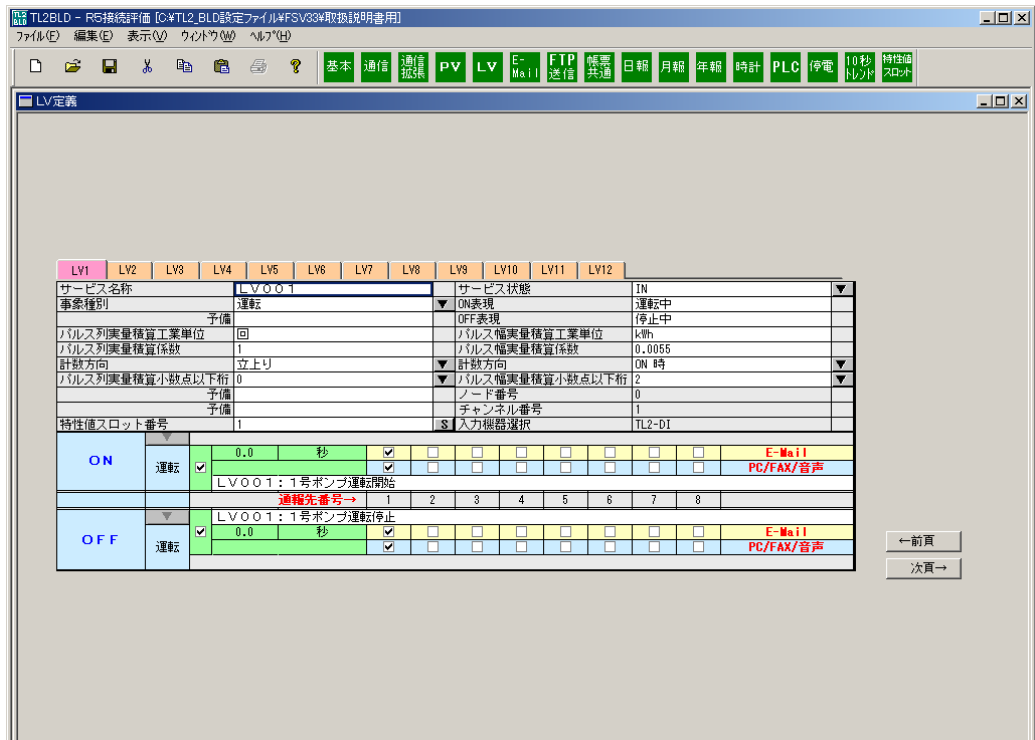 TL2BLD - R5接続評価 [C:¥TL2_BLD設定ファイル¥FSV33¥取扱説明書用]
ファイル(F) 編集(E) 表示(V) ウィンドウ(W) ヘルプ(H)
基本 通信 通信拡張 PV LV E-Mail FTP送信 帳票共通 日報 月報 年報 時計 PLC 停電 10秒トレンド 特性値スロット
LV定義
LV1 LV2 LV3 LV4 LV5 LV6 LV7 LV8 LV9 LV10 LV11 LV12
サービス名称 LV001 サービス状態 IN
事象種別 運転 ON表現 運転中
予備 OFF表現 停止中
パルス列実量積算工業単位 回 パルス幅実量積算工業単位 kWh
パルス列実量積算係数 1 パルス幅実量積算係数 0.0055
計数方向 立上り 計数方向 ON 時
パルス列実量積算小数点以下桁 0 パルス幅実量積算小数点以下桁 2
予備 ノード番号 0
予備 チャンネル番号 1
特性値スロット番号 1 S 入力機器選択 TL2-DI
0.0 秒 E-Mail
ON 運転 PC/FAX/音声
LV001:1号ポンプ運転開始
通報先番号→ 1 2 3 4 5 6 7 8
LV001:1号ポンプ運転停止
0.0 秒 E-Mail
OFF 運転 PC/FAX/音声
←前頁
次頁→